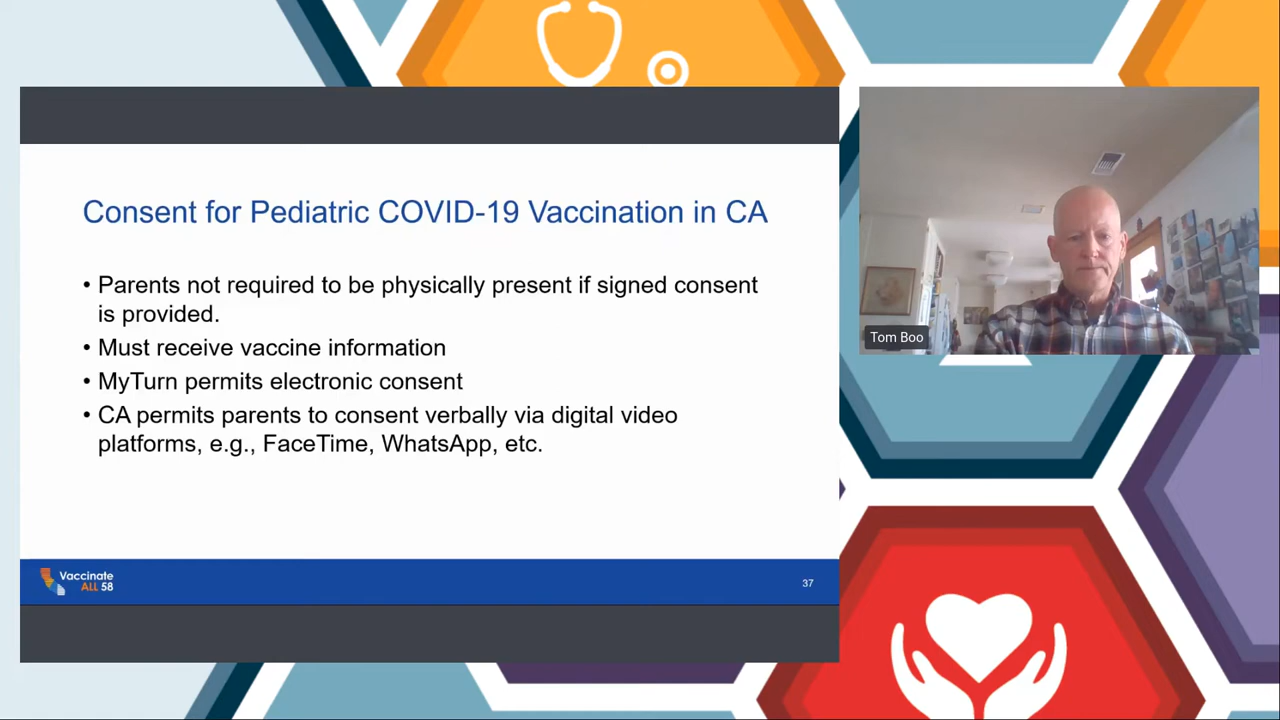 Consent for Pediatric COVID-19 Vaccination in CA
• Parents not required to be physically present if signed consent
is provided.
• Must receive vaccine information
• MyTurn permits electronic consent
• CA permits parents to consent verbally via digital video
platforms, e.g., FaceTime, WhatsApp, etc.
Vaccinate
ALL 58
37
Tom Boo